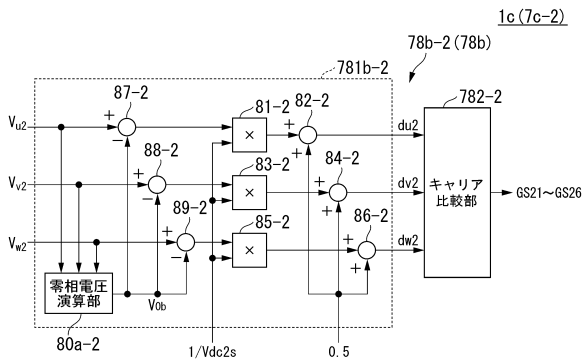 1c(7c-2)
78b-2(78b)
781b-2
87-2
81-2
82-2
782-2
Vu2
+
−
×
+
+
du2
88-2
83-2
84-2
Vv2
+
−
×
+
+
dv2
キャリア
比較部
GS21〜GS26
89-2
85-2
86-2
Vw2
+
−
×
+
+
dw2
零相電圧
演算部
V0b
80a-2
1/Vdc2s
0.5